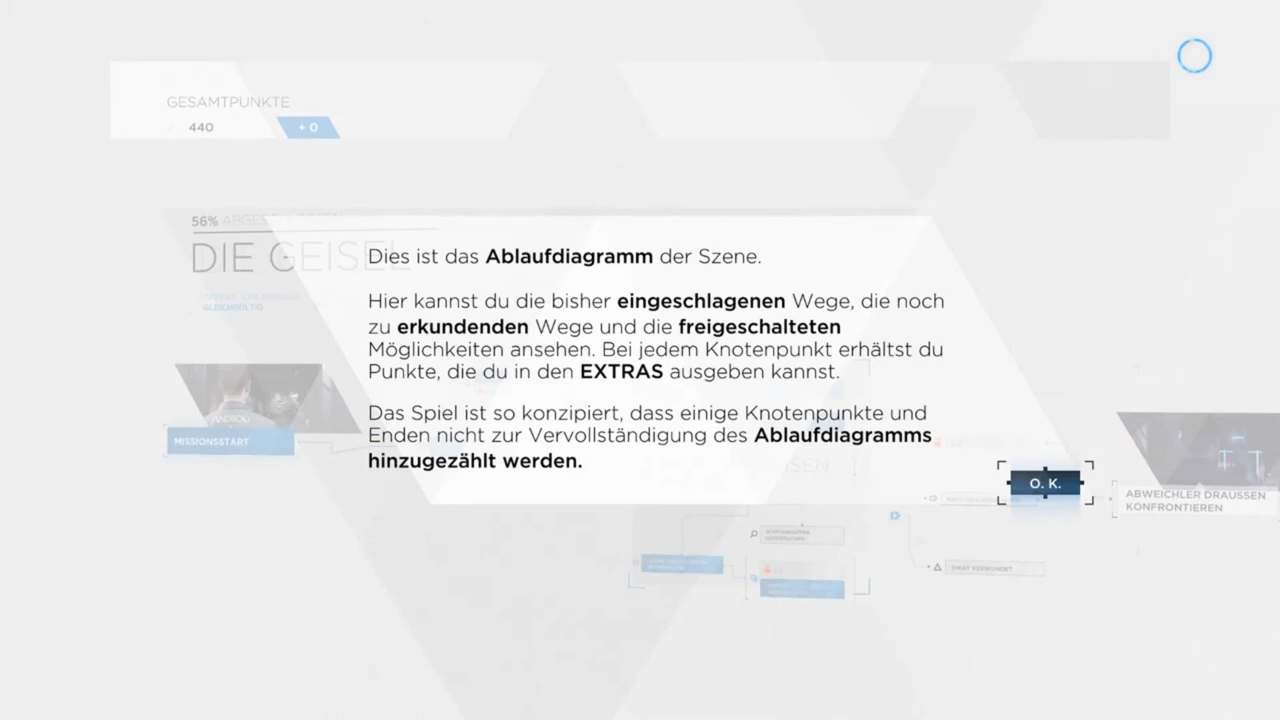 GESAMTPUNKTE
440
+ 0
56%
DIE GEISEL
GLEICHGÜLTIG
Dies ist das Ablaufdiagramm der Szene.
Hier kannst du die bisher eingeschlagenen Wege, die noch
zu erkundenden Wege und die freigeschalteten
Möglichkeiten ansehen. Bei jedem Knotenpunkt erhältst du
Punkte, die du in den EXTRAS ausgeben kannst.
Das Spiel ist so konzipiert, dass einige Knotenpunkte und
Enden nicht zur Vervollständigung des Ablaufdiagramms
hinzugezählt werden.
ANDROID
MISSIONSSTART
O. K.
ABWEICHLER DRAUSSEN
KONFRONTIEREN
SWAT VERWUNDET